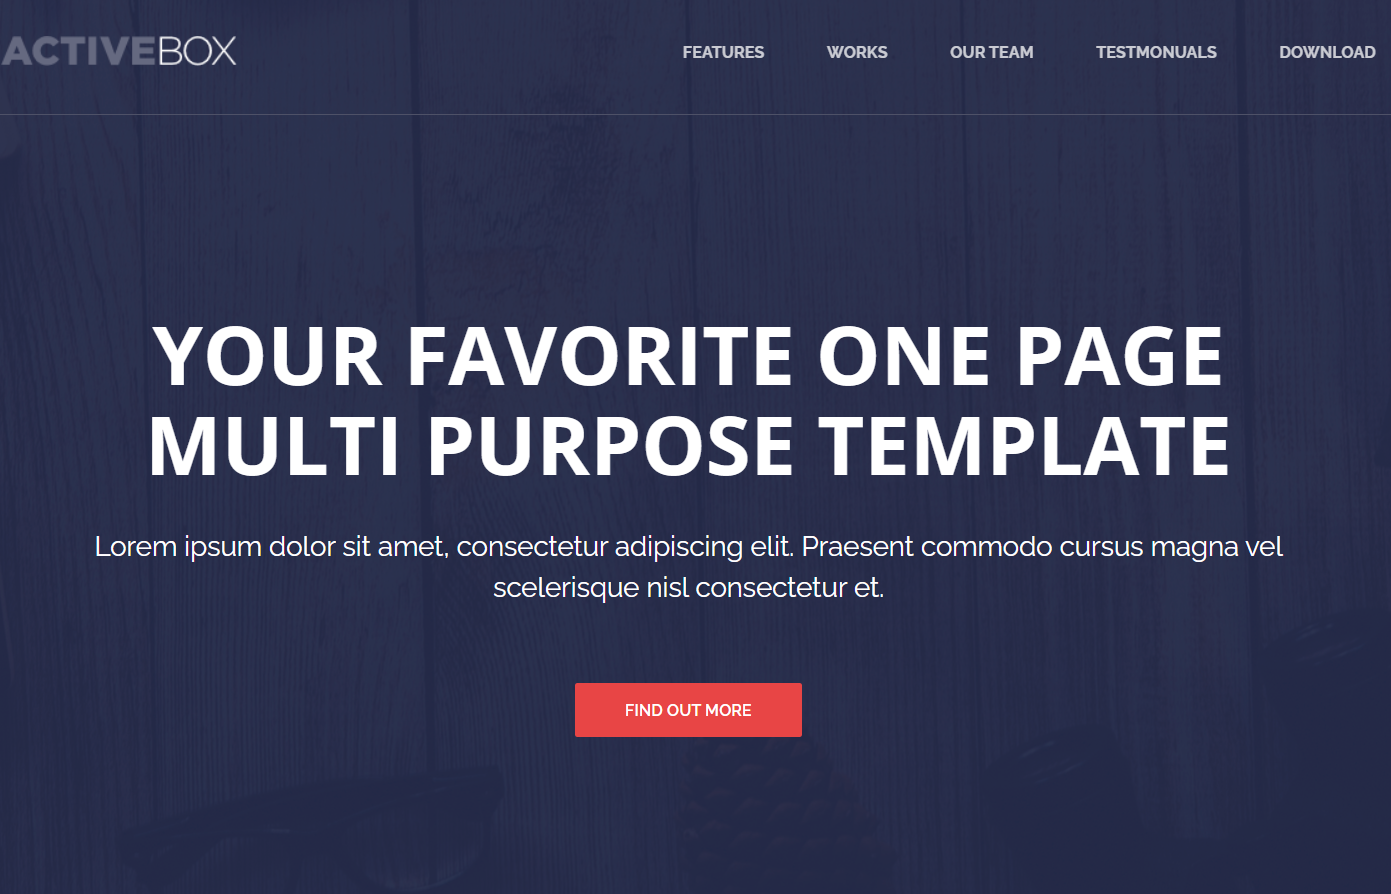 ACTIVEBOX
FEATURES WORKS OUR TEAM TESTMONUALS DOWNLOAD
YOUR FAVORITE ONE PAGE
MULTI PURPOSE TEMPLATE
Lorem ipsum dolor sit amet, consectetur adipiscing elit. Praesent commodo cursus magna vel
scelerisque nisl consectetur et.
FIND OUT MORE